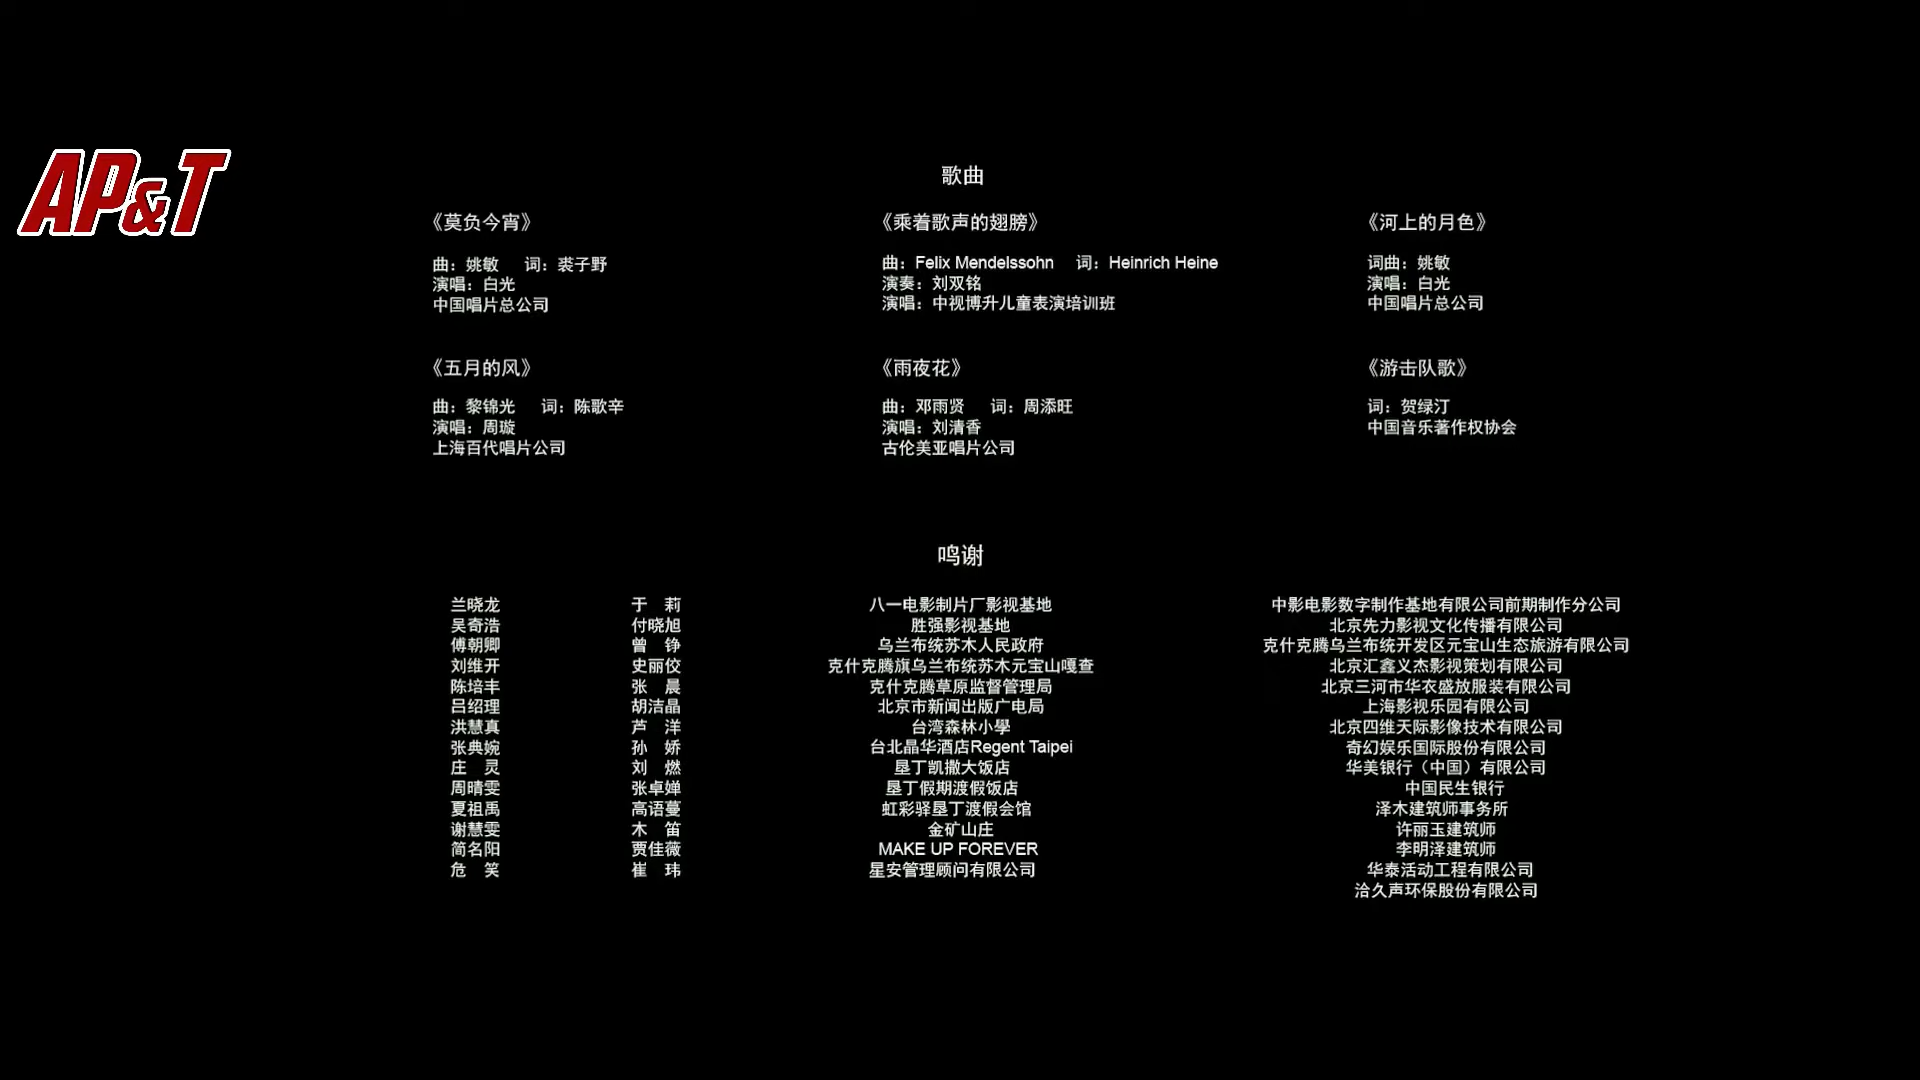 AP&T
歌曲
《莫负今宵》
曲：姚敏 词：裘子野
演唱：白光
中国唱片总公司
《乘着歌声的翅膀》
曲：Felix Mendelssohn 词：Heinrich Heine
演奏：刘双铭
演唱：中视博升儿童表演培训班
《河上的月色》
词曲：姚敏
演唱：白光
中国唱片总公司
《五月的风》
曲：黎锦光 词：陈歌辛
演唱：周璇
上海百代唱片公司
《雨夜花》
曲：邓雨贤 词：周添旺
演唱：刘清香
古伦美亚唱片公司
《游击队歌》
词：贺绿汀
中国音乐著作权协会
鸣谢
兰晓龙
吴奇浩
傅朝卿
刘维开
陈培丰
吕绍理
洪慧真
张典婉
庄 灵
周晴雯
夏祖禹
谢慧雯
简名阳
危 笑
于 莉
付晓旭
曾 铮
史丽佼
张 晨
胡洁晶
芦 洋
孙 娇
刘 燃
张卓婵
高语蔓
木 笛
贾佳薇
崔 玮
八一电影制片厂影视基地
胜强影视基地
乌兰布统苏木人民政府
克什克腾旗乌兰布统苏木元宝山嘎查
克什克腾草原监督管理局
北京市新闻出版广电局
台湾森林小學
台北晶华酒店Regent Taipei
垦丁凯撒大饭店
垦丁假期渡假饭店
虹彩驿垦丁渡假会馆
金矿山庄
MAKE UP FOREVER
星安管理顾问有限公司
中影电影数字制作基地有限公司前期制作分公司
北京先力影视文化传播有限公司
克什克腾乌兰布统开发区元宝山生态旅游有限公司
北京汇鑫义杰影视策划有限公司
北京三河市华衣盛放服装有限公司
上海影视乐园有限公司
北京四维天际影像技术有限公司
奇幻娱乐国际股份有限公司
华美银行（中国）有限公司
中国民生银行
泽木建筑师事务所
许丽玉建筑师
李明泽建筑师
华泰活动工程有限公司
洽久声环保股份有限公司